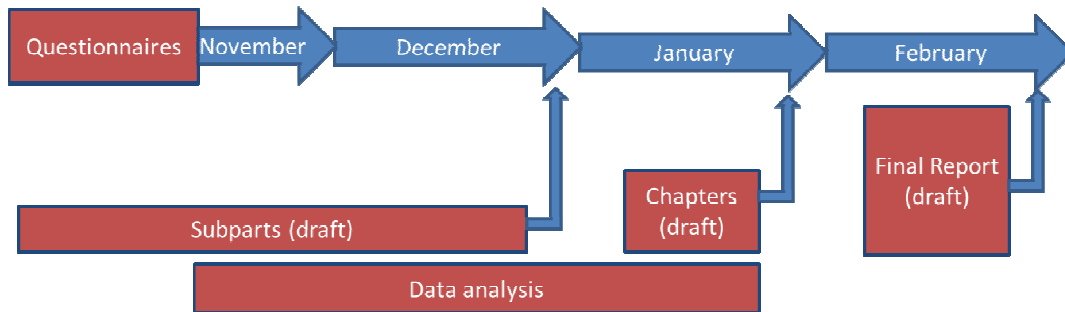 Questionnaires
November
December
January
February
Final Report
(draft)
Chapters
(draft)
Subparts (draft)
Data analysis